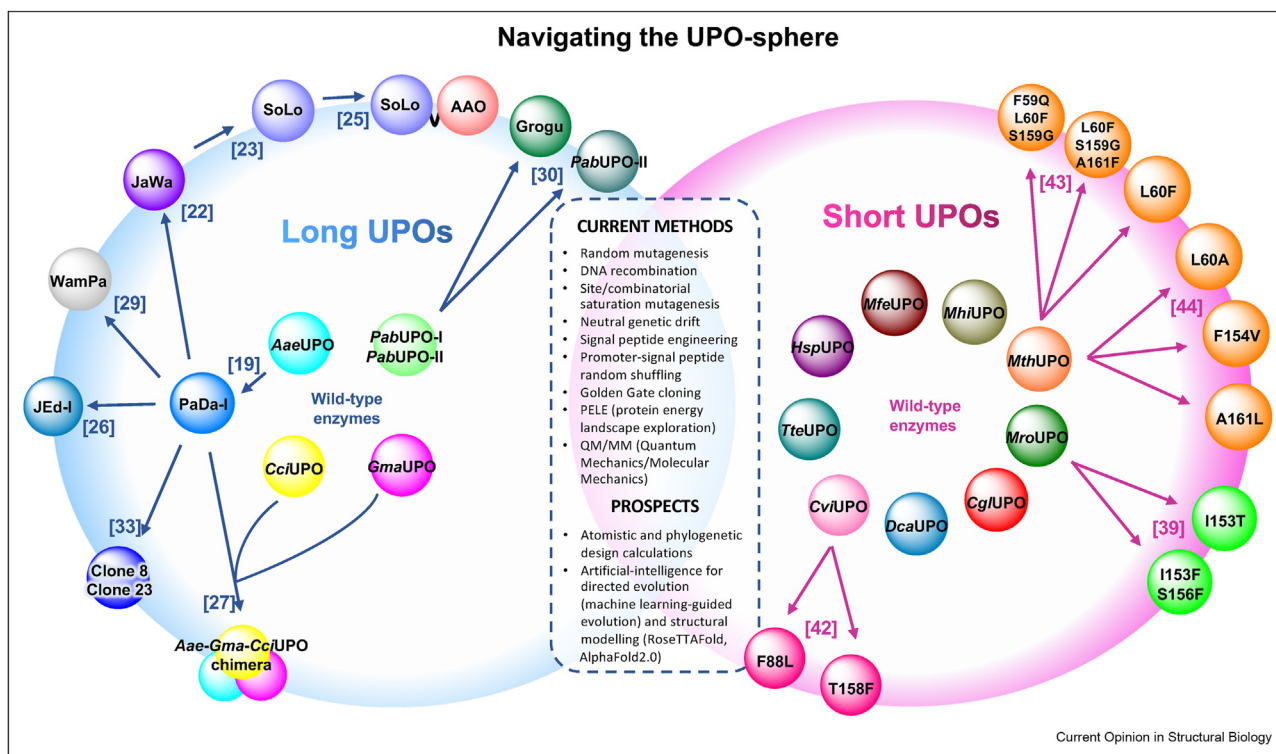 Navigating the UPO-sphere
SoLo
[25]
SoLo
AAO
Grogu
PabUPO-II
[30]
[23]
JaWa
[22]
Long UPOs
WamPa
[29]
AaeUPO
[19]
PabUPO-I
PabUPO-II
Wild-type
enzymes
JEd-I
[26]
PaDa-I
CciUPO
GmaUPO
[33]
Clone 8
Clone 23
[27]
Aae-Gma-CciUPO
chimera
CURRENT METHODS
• Random mutagenesis
• DNA recombination
• Site/combinatorial
saturation mutagenesis
• Neutral genetic drift
• Signal peptide engineering
• Promoter-signal peptide
random shuffling
• Golden Gate cloning
• PELE (protein energy
landscape exploration)
• QM/MM (Quantum
Mechanics/Molecular
Mechanics)
PROSPECTS
• Atomistic and phylogenetic
design calculations
• Artificial-intelligence for
directed evolution
(machine learning-guided
evolution) and structural
modelling (RoseTTAFold,
AlphaFold2.0)
Short UPOs
F59Q
L60F
S159G
L60F
S159G
A161F
[43]
L60F
L60A
[44]
F154V
A161L
MfeUPO
MhiUPO
HspUPO
MthUPO
Wild-type
enzymes
TteUPO
MroUPO
CviUPO
DcaUPO
CglUPO
[39]
I153T
I153F
S156F
[42]
F88L
T158F
Current Opinion in Structural Biology